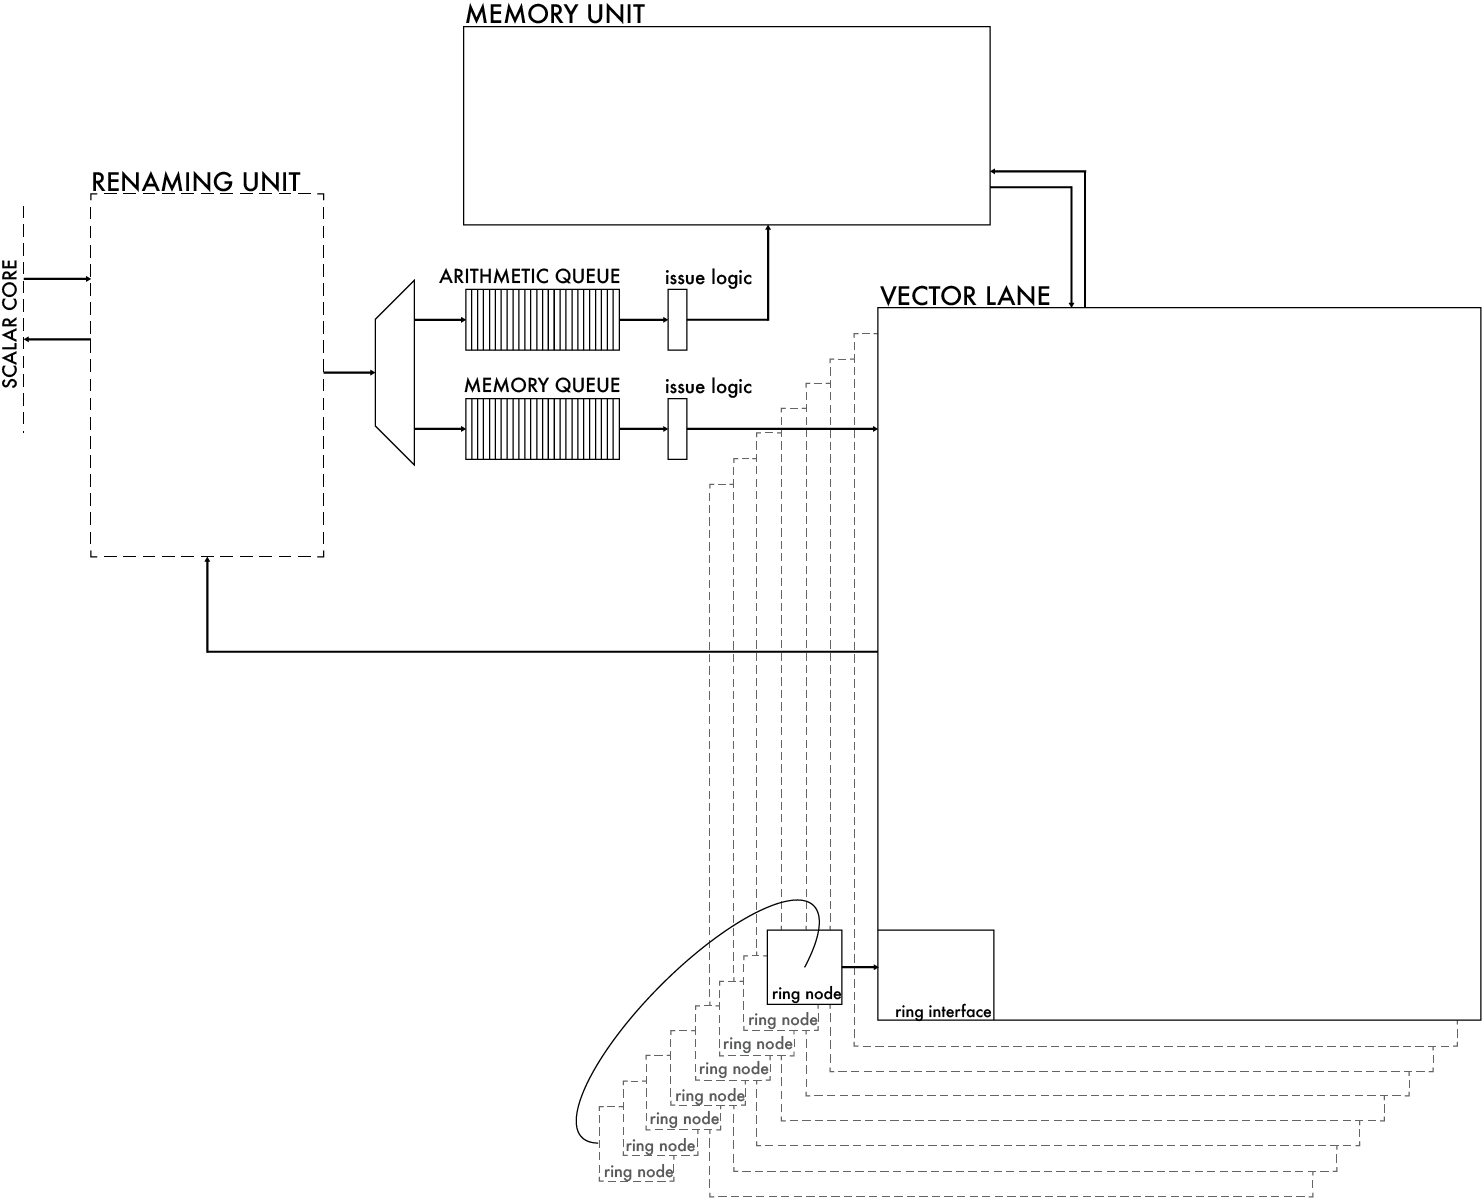 MEMORY UNIT
RENAMING UNIT
SCALAR CORE
ARITHMETIC QUEUE
issue logic
VECTOR LANE
MEMORY QUEUE
issue logic
ring node
ring interface
ring node
ring node
ring node
ring node
ring node
ring node
ring node